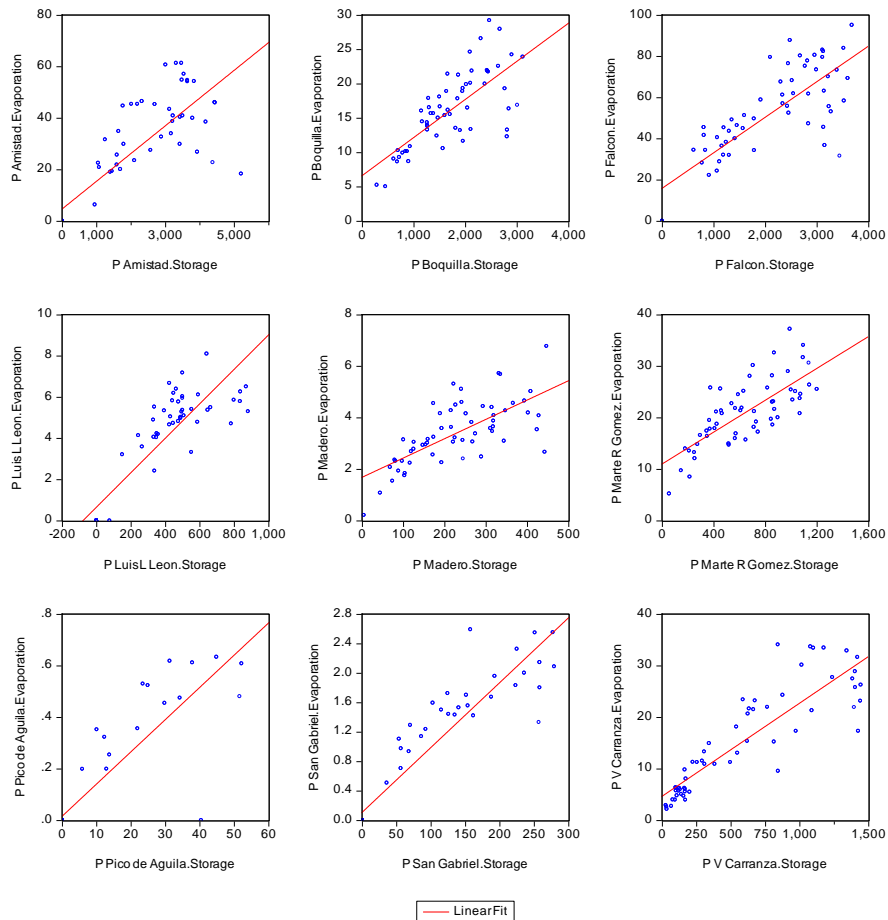 80
60
40
20
0
P Amistad.Evaporation
0 1,000 3,000 5,000
P Amistad.Storage
30
25
20
15
10
5
0
P Boquilla.Evaporation
0 1,000 2,000 3,000 4,000
P Boquilla.Storage
100
80
60
40
20
0
P Falcon.Evaporation
0 1,000 2,000 3,000 4,000
P Falcon.Storage
10
8
6
4
2
0
P Luis L Leon.Evaporation
-200 0 200 400 600 800 1,000
P Luis L Leon.Storage
8
6
4
2
0
P Madero.Evaporation
0 100 200 300 400 500
P Madero.Storage
40
30
20
10
0
P Marte R Gomez.Evaporation
0 400 800 1,200 1,600
P Marte R Gomez.Storage
.8
.6
.4
.2
.0
P Pico de Aguila.Evaporation
0 10 20 30 40 50 60
P Pico de Aguila.Storage
2.8
2.4
2.0
1.6
1.2
0.8
0.4
0.0
P San Gabriel.Evaporation
0 50 100 150 200 250 300
P San Gabriel.Storage
40
30
20
10
0
P V Carranza.Evaporation
0 250 500 750 1,000 1,500
P V Carranza.Storage
Linear Fit